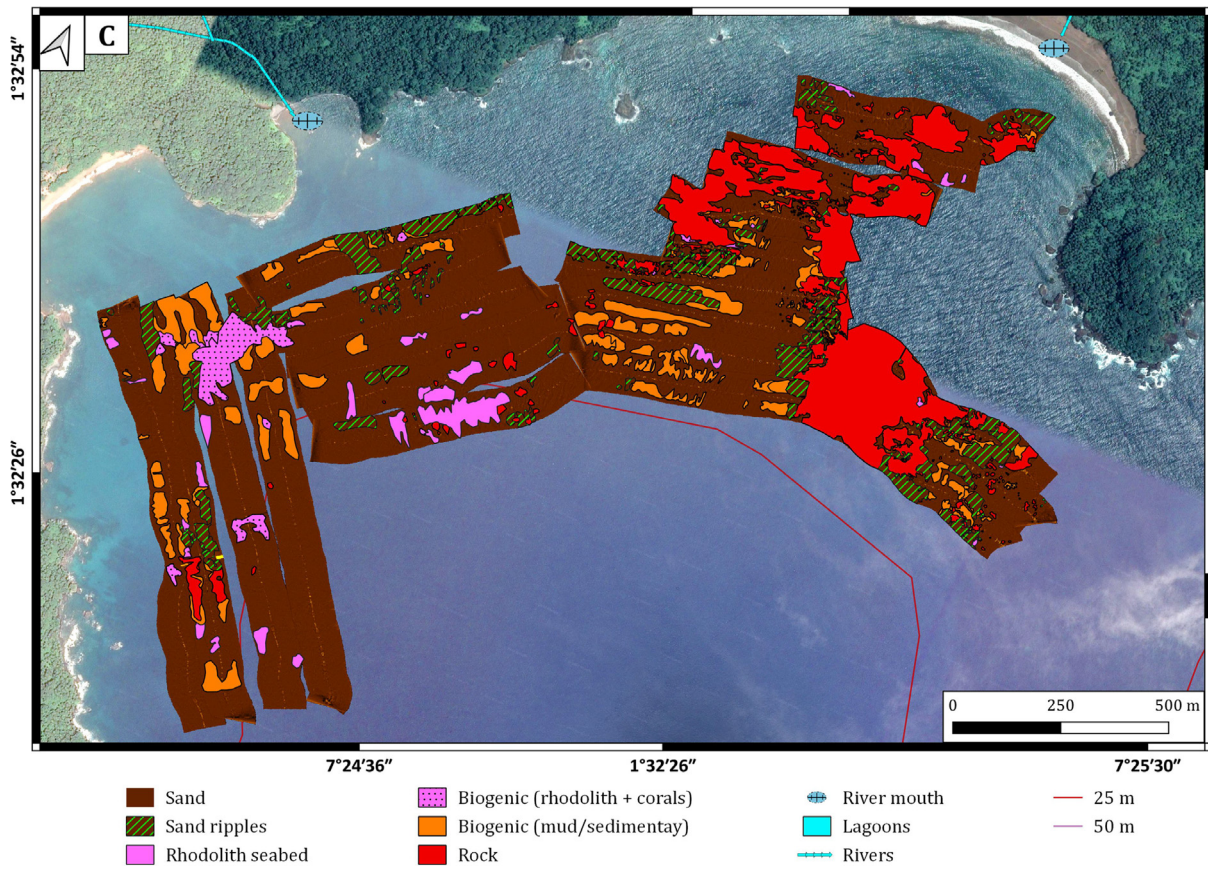 C
1°32′54″
1°32′26″
0 250 500 m
7°24′36″ 1°32′26″ 7°25′30″
Sand
Sand ripples
Rhodolith seabed
Biogenic (rhodolith + corals)
Biogenic (mud/sedimentay)
Rock
River mouth
Lagoons
Rivers
25 m
50 m